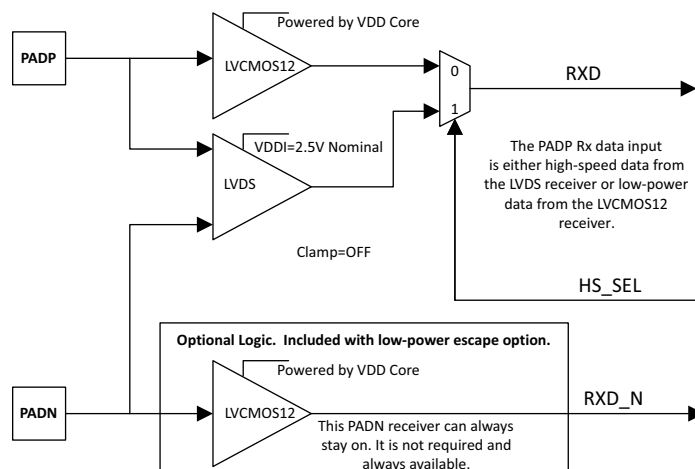 Powered by VDD Core
PADP
LVCMOS12
0
RXD
1
VDDI=2.5V Nominal
LVDS
The PADP Rx data input
is either high-speed data from
the LVDS receiver or low-power
data from the LVCMOS12
receiver.
Clamp=OFF
HS_SEL
Optional Logic. Included with low-power escape option.
Powered by VDD Core
PADN
LVCMOS12
RXD_N
This PADN receiver can always
stay on. It is not required and
always available.